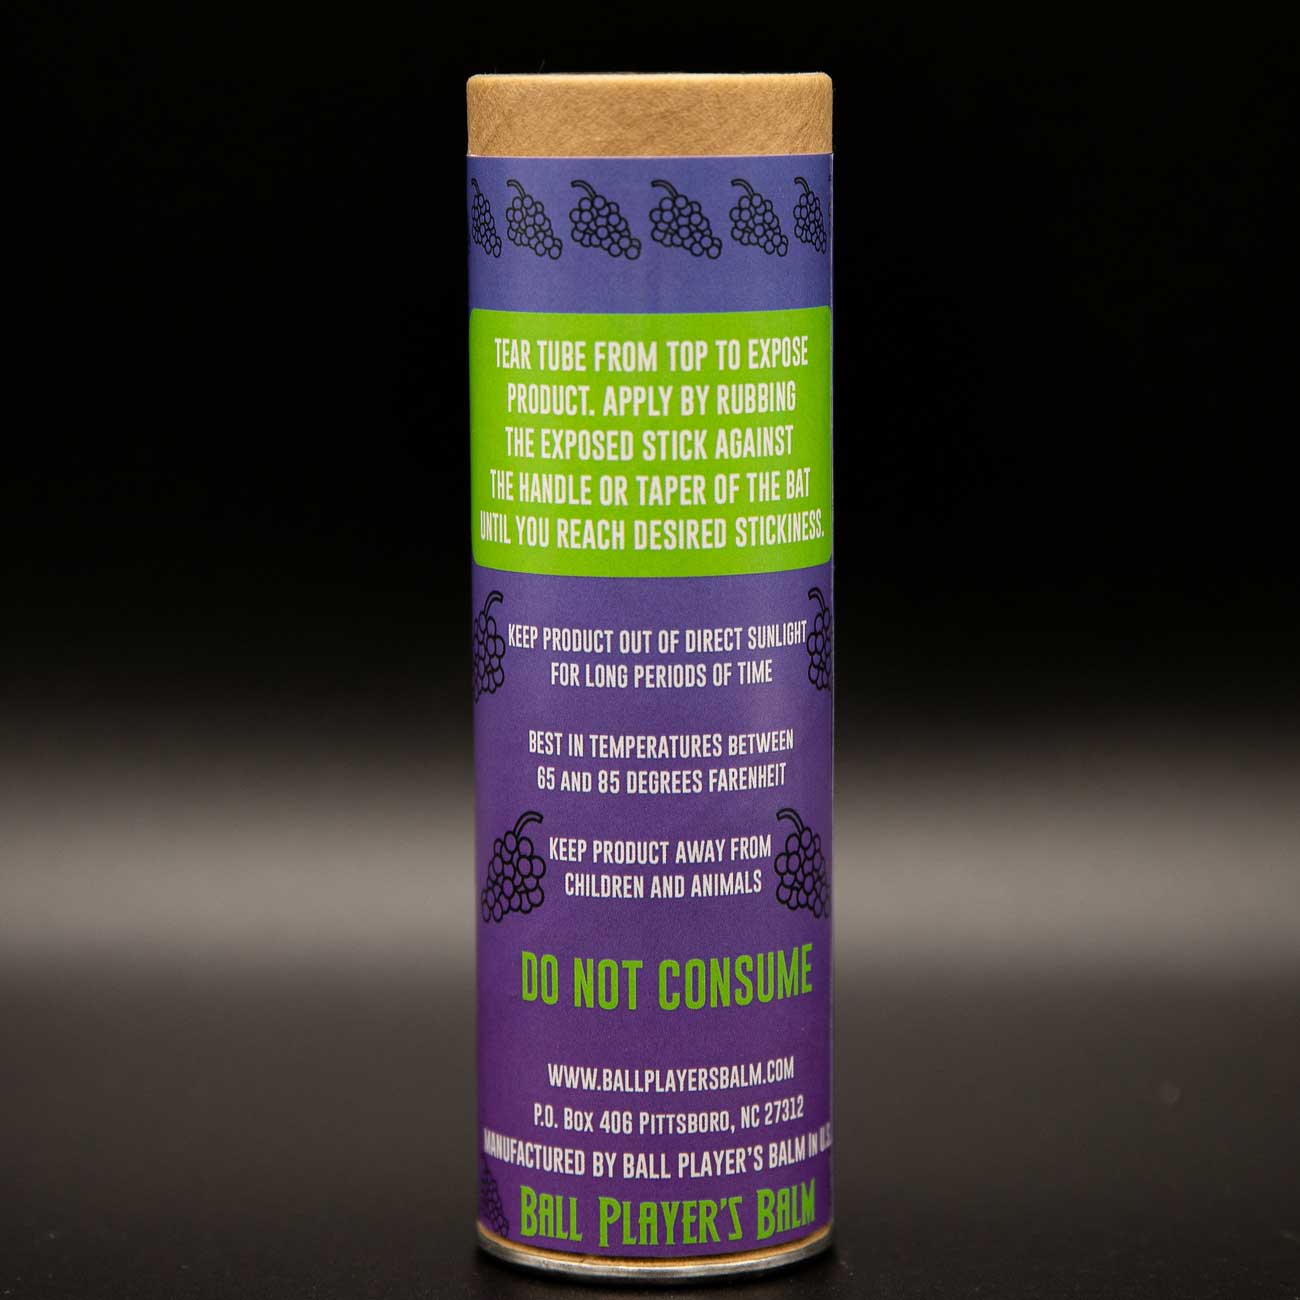 TEAR TUBE FROM TOP TO EXPOSE
PRODUCT. APPLY BY RUBBING
THE EXPOSED STICK AGAINST
THE HANDLE OR TAPER OF THE BAT
UNTIL YOU REACH DESIRED STICKINESS.
KEEP PRODUCT OUT OF DIRECT SUNLIGHT
FOR LONG PERIODS OF TIME
BEST IN TEMPERATURES BETWEEN
65 AND 85 DEGREES FARENHEIT
KEEP PRODUCT AWAY FROM
CHILDREN AND ANIMALS
DO NOT CONSUME
WWW.BALLPLAYERSBALM.COM
P.O. BOX 406 PITTSBORO, NC 27312
MANUFACTURED BY BALL PLAYER'S BALM IN U.S.
BALL PLAYER'S BALM